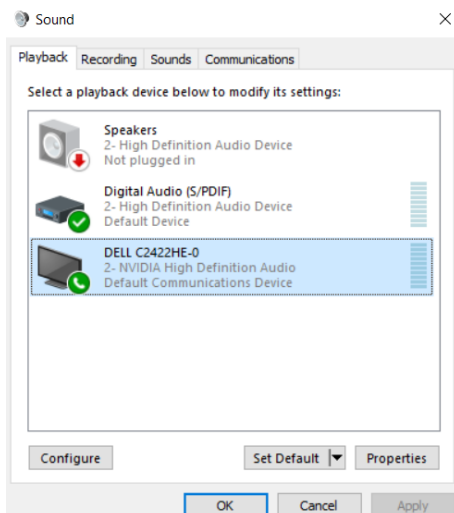 Sound
Playback Recording Sounds Communications
Select a playback device below to modify its settings:
Speakers
2- High Definition Audio Device
Not plugged in
Digital Audio (S/PDIF)
2- High Definition Audio Device
Default Device
DELL C2422HE-0
2- NVIDIA High Definition Audio
Default Communications Device
Configure Set Default Properties
OK Cancel Apply